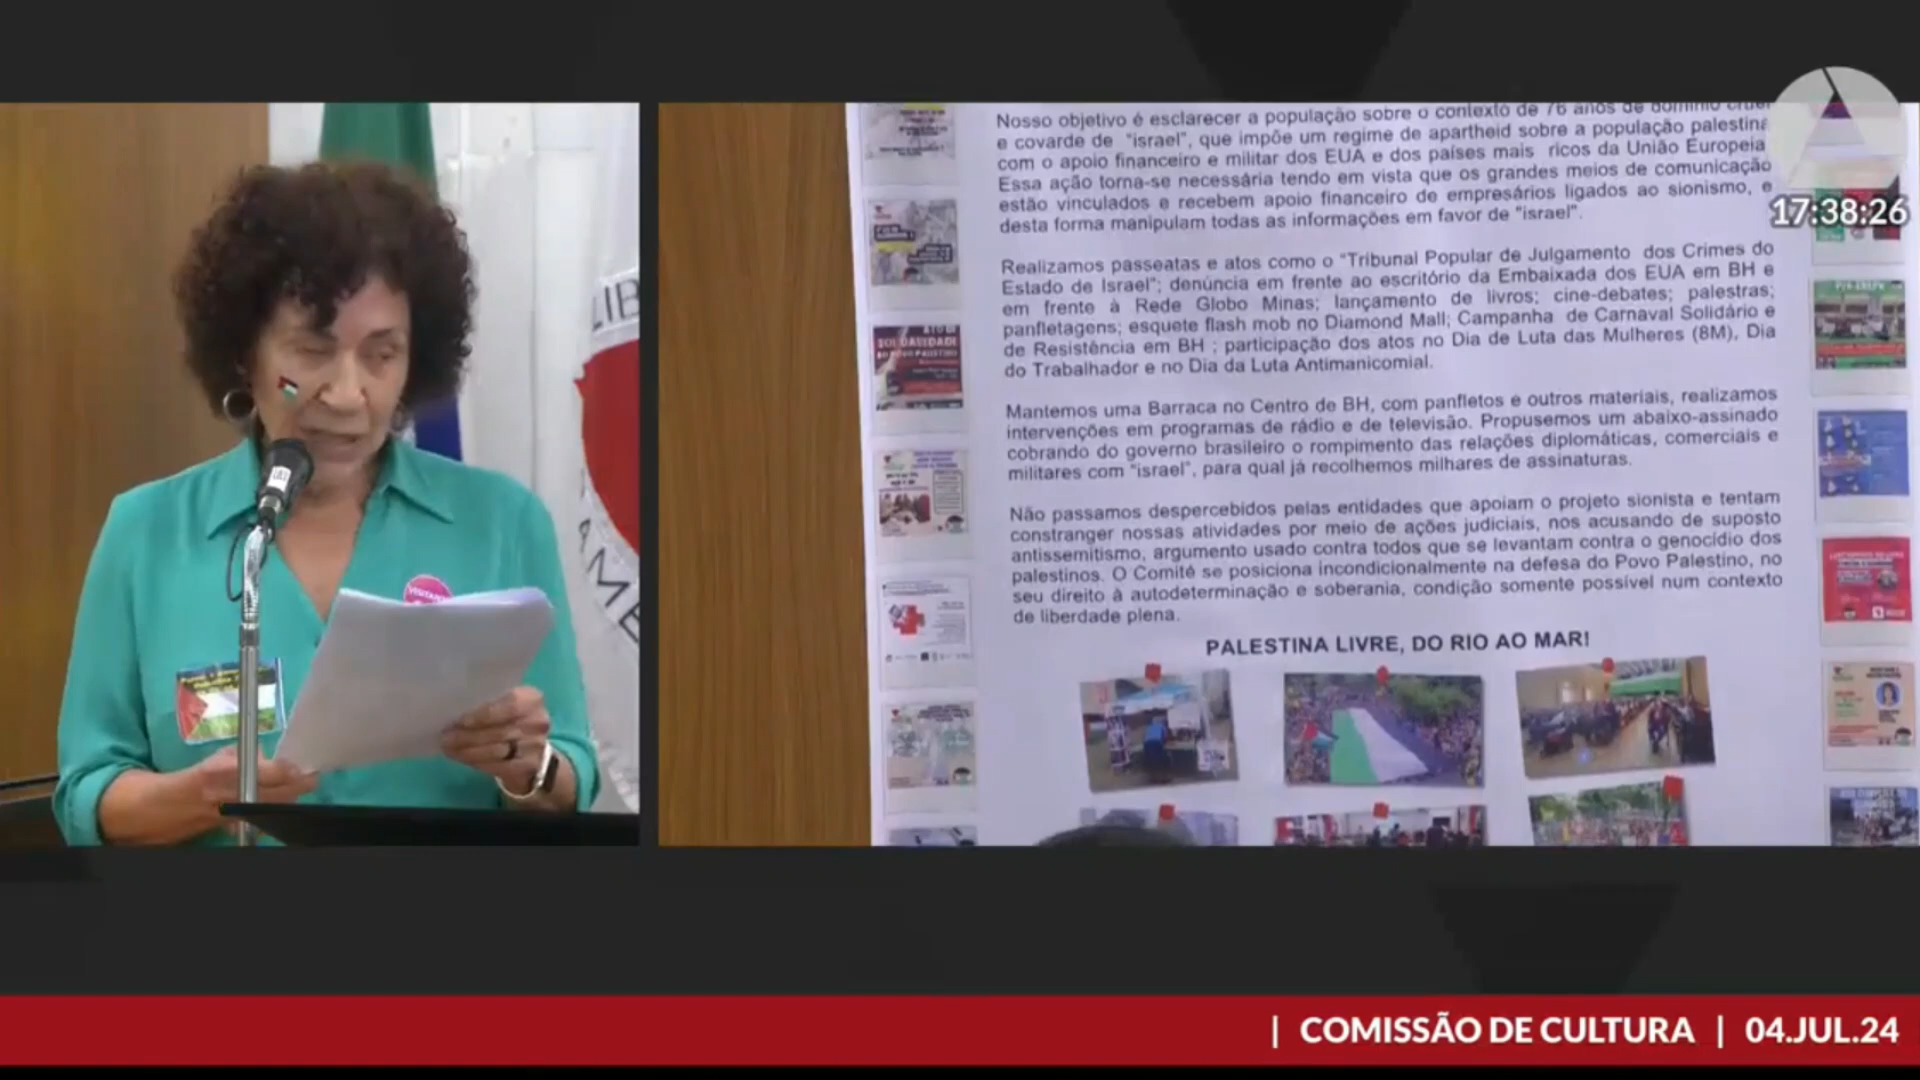 17:38:26
Nosso objetivo é esclarecer a população sobre o contexto de 76 anos de domínio cruel
e covarde de "israel", que impõe um regime de apartheid sobre a população palestina
com o apoio financeiro e militar dos EUA e dos países mais ricos da União Europeia
Essa ação torna-se necessária tendo em vista que os grandes meios de comunicação
estão vinculados e recebem apoio financeiro de empresários ligados ao sionismo, e
desta forma manipulam todas as informações em favor de "israel".
Realizamos passeatas e atos como o "Tribunal Popular de Julgamento dos Crimes do
Estado de Israel"; denúncia em frente ao escritório da Embaixada dos EUA em BH e
em frente à Rede Globo Minas; lançamento de livros; cine-debates; palestras;
panfletagens; esquete flash mob no Diamond Mall; Campanha de Carnaval Solidário e
de Resistência em BH ; participação dos atos no Dia de Luta das Mulheres (8M), Dia
do Trabalhador e no Dia da Luta Antimanicomial.
Mantemos uma Barraca no Centro de BH, com panfletos e outros materiais, realizamos
intervenções em programas de rádio e de televisão. Propusemos um abaixo-assinado
cobrando do governo brasileiro o rompimento das relações diplomáticas, comerciais e
militares com "israel", para qual já recolhemos milhares de assinaturas.
Não passamos despercebidos pelas entidades que apoiam o projeto sionista e tentam
constranger nossas atividades por meio de ações judiciais, nos acusando de suposto
antissemitismo, argumento usado contra todos que se levantam contra o genocídio dos
palestinos. O Comitê se posiciona incondicionalmente na defesa do Povo Palestino, no
seu direito à autodeterminação e soberania, condição somente possível num contexto
de liberdade plena.
PALESTINA LIVRE, DO RIO AO MAR!
LIB
AME
| COMISSÃO DE CULTURA | 04.JUL.24